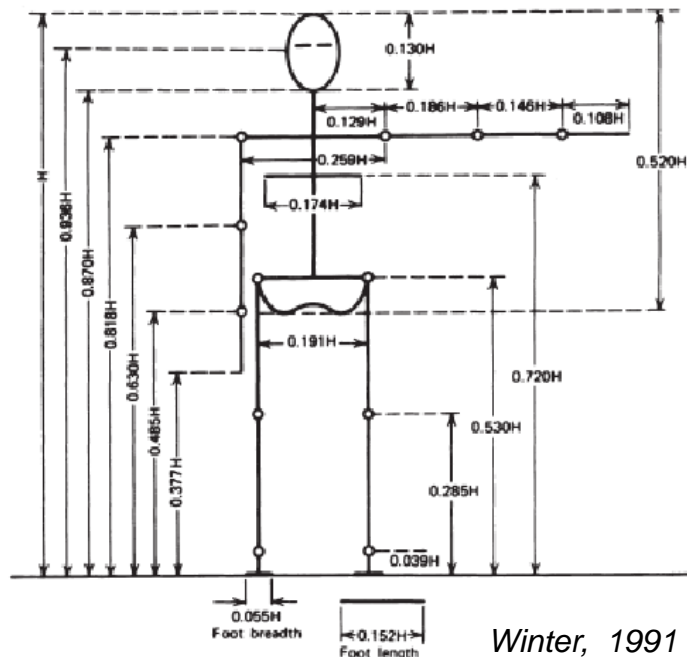 0.130H
0.186H
0.146H
0.129H
0.108H
0.259H
0.520H
0.174H
H
0.936H
0.870H
0.818H
0.630H
0.485H
0.377H
0.191H
0.720H
0.530H
0.285H
0.039H
0.055H
Foot breadth
0.152H
Foot length
Winter, 1991